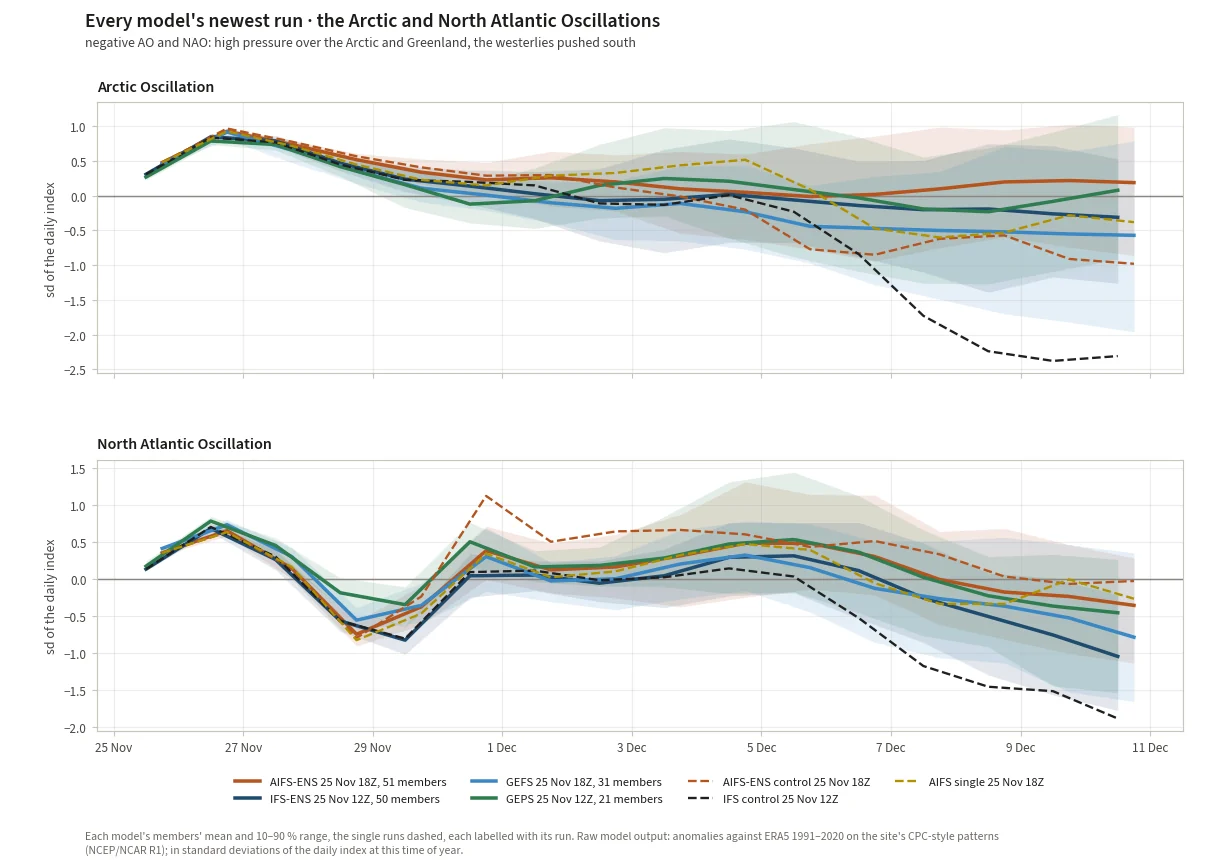 Every model's newest run · the Arctic and North Atlantic Oscillations
negative AO and NAO: high pressure over the Arctic and Greenland, the westerlies pushed south
Arctic Oscillation
sd of the daily index
1.0
0.5
0.0
−0.5
−1.0
−1.5
−2.0
−2.5
North Atlantic Oscillation
sd of the daily index
1.5
1.0
0.5
0.0
−0.5
−1.0
−1.5
−2.0
25 Nov 27 Nov 29 Nov 1 Dec 3 Dec 5 Dec 7 Dec 9 Dec 11 Dec
AIFS-ENS 25 Nov 18Z, 51 members GEFS 25 Nov 18Z, 31 members AIFS-ENS control 25 Nov 18Z AIFS single 25 Nov 18Z
IFS-ENS 25 Nov 12Z, 50 members GEPS 25 Nov 12Z, 21 members IFS control 25 Nov 12Z
Each model's members' mean and 10–90 % range, the single runs dashed, each labelled with its run. Raw model output: anomalies against ERA5 1991–2020 on the site's CPC-style patterns
(NCEP/NCAR R1); in standard deviations of the daily index at this time of year.